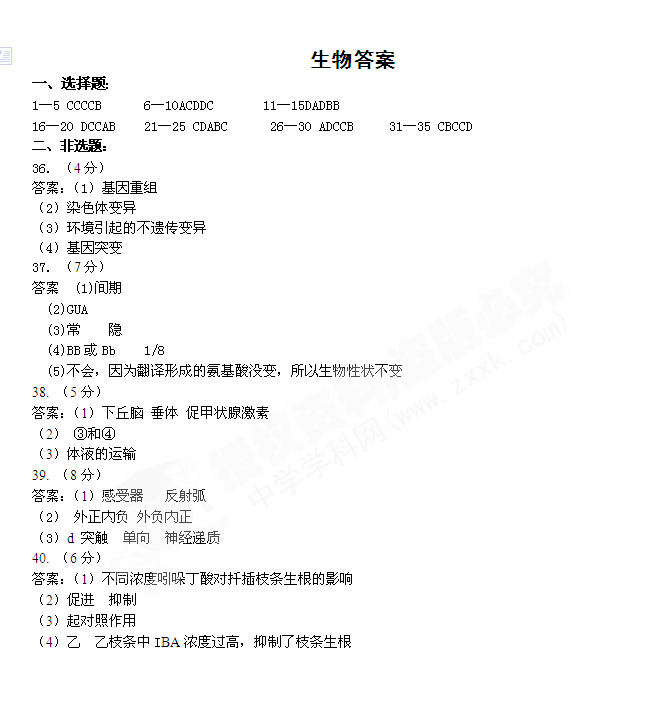 生物答案
一、选择题:
1—5 CCCCB 6—10ACDDC 11—15DADBB
16—20 DCCAB 21—25 CDABC 26—30 ADCCB 31—35 CBCCD
二、非选题:
36. （4分）
答案:（1）基因重组
（2）染色体变异
（3）环境引起的不遗传变异
（4）基因突变
37. （7分）
答案 (1)间期
(2)GUA
(3)常 隐
(4)BB或Bb 1/8
(5)不会，因为翻译形成的氨基酸没变，所以生物性状不变
38. （5分）
答案:（1）下丘脑 垂体 促甲状腺激素
（2） ③和④
（3）体液的运输
39. （8分）
答案:（1）感受器 反射弧
（2） 外正内负 外负内正
（3）d 突触 单向 神经递质
40. （6分）
答案:（1）不同浓度吲哚丁酸对扦插枝条生根的影响
（2）促进 抑制
（3）起对照作用
（4）乙 乙枝条中IBA浓度过高，抑制了枝条生根
中学学科网(www.zxxk.com)